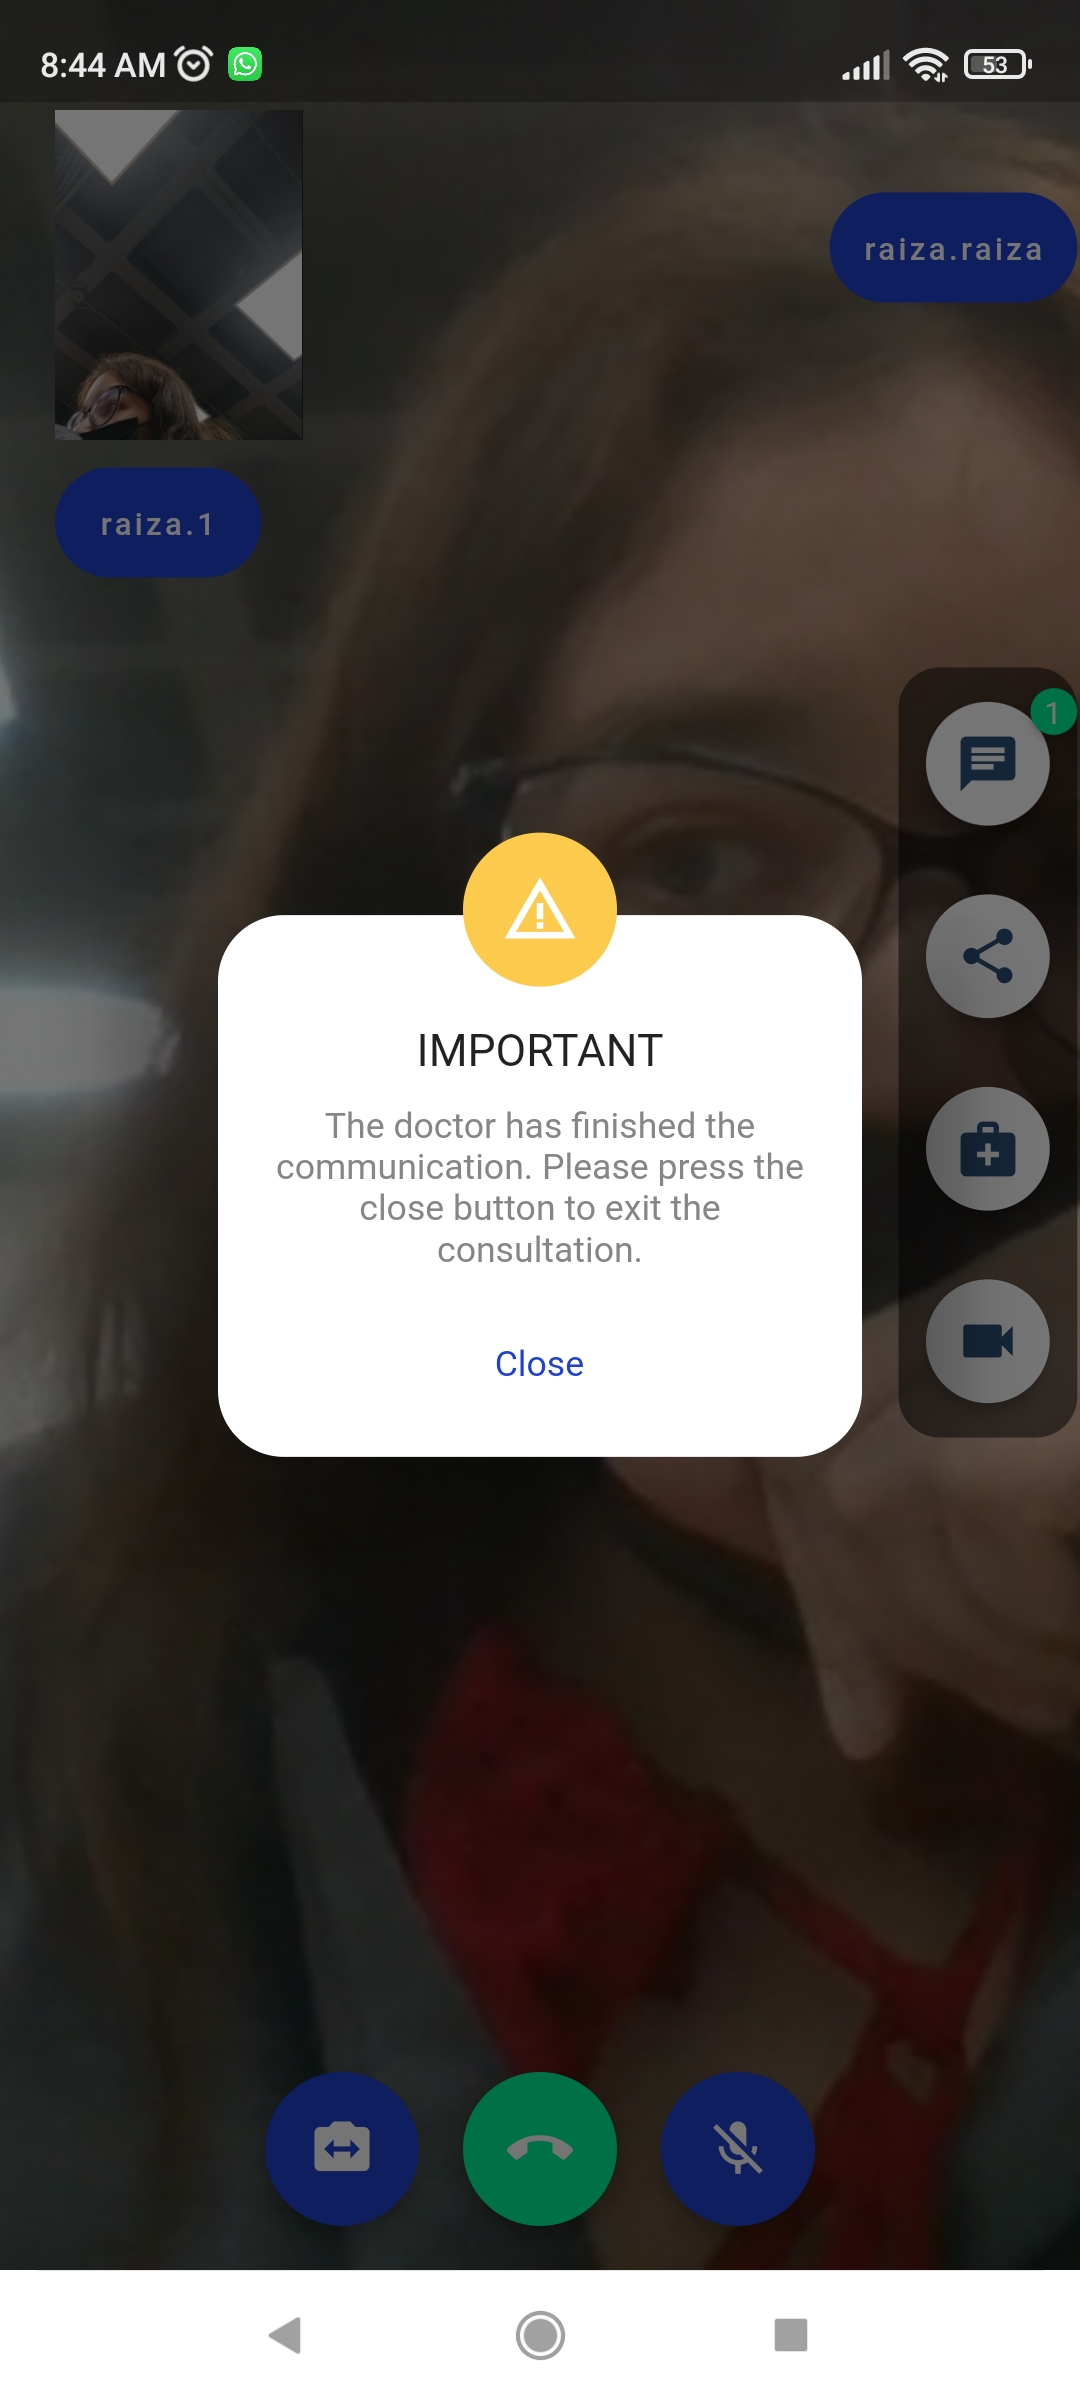 8:44 AM
53
raiza.raiza
raiza.1
1
IMPORTANT
The doctor has finished the
communication. Please press the
close button to exit the
consultation.
Close